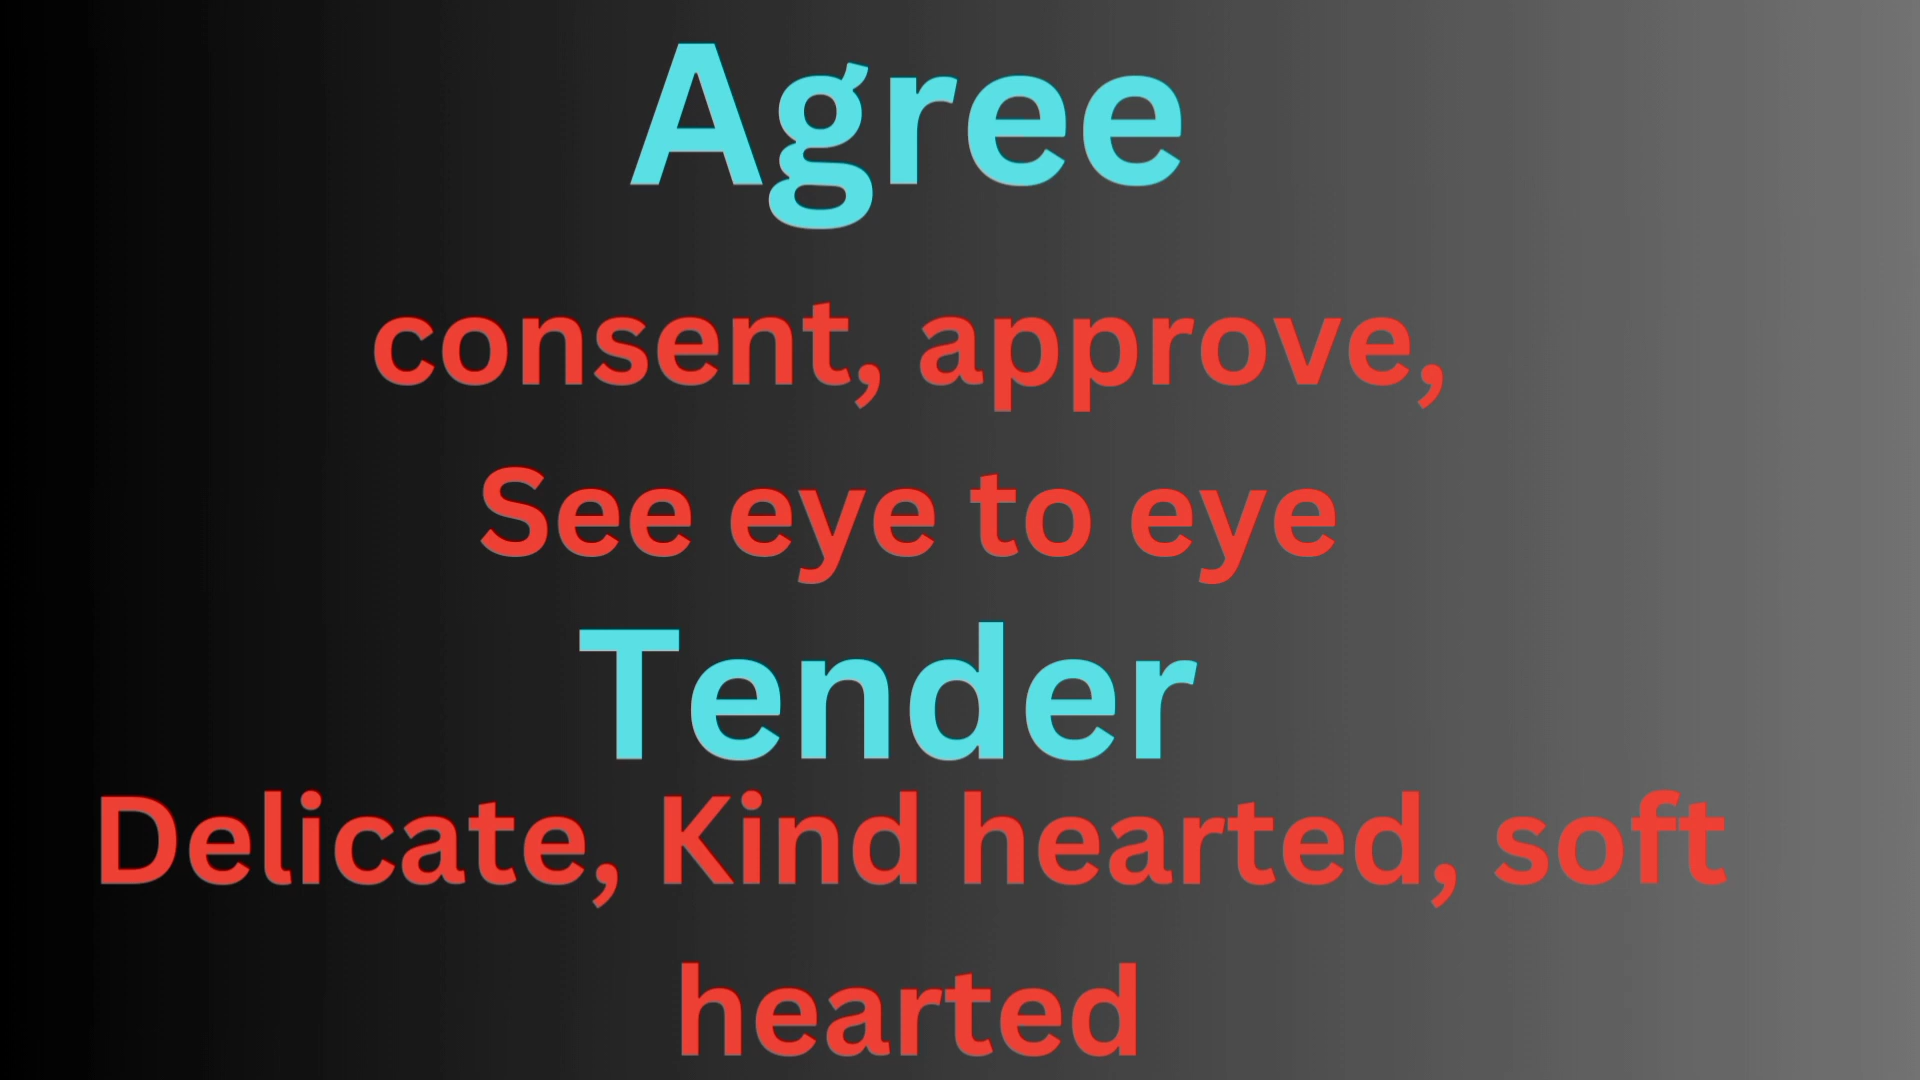 Agree
consent, approve,
See eye to eye
Tender
Delicate, Kind hearted, soft
hearted